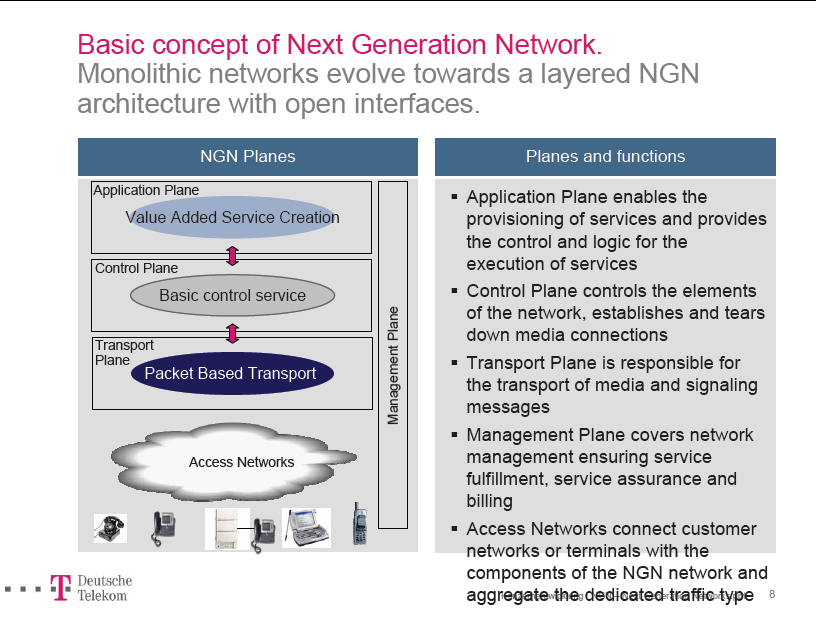 Basic concept of Next Generation Network.
Monolithic networks evolve towards a layered NGN
architecture with open interfaces.
NGN Planes
Application Plane
Value Added Service Creation
Control Plane
Basic control service
Transport
Plane
Packet Based Transport
Management Plane
Access Networks
Planes and functions
▪ Application Plane enables the
provisioning of services and provides
the control and logic for the
execution of services
▪ Control Plane controls the elements
of the network, establishes and tears
down media connections
▪ Transport Plane is responsible for
the transport of media and signaling
messages
▪ Management Plane covers network
management ensuring service
fulfillment, service assurance and
billing
▪ Access Networks connect customer
networks or terminals with the
components of the NGN network and
aggregate the dedicated traffic type
T Deutsche
Telekom
8